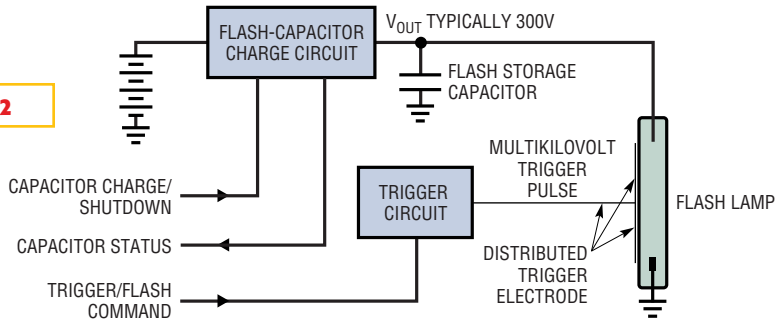 FLASH-CAPACITOR
CHARGE CIRCUIT
VOUT TYPICALLY 300V
FLASH STORAGE
CAPACITOR
2
MULTIKILOVOLT
TRIGGER
PULSE
CAPACITOR CHARGE/
SHUTDOWN
TRIGGER
CIRCUIT
FLASH LAMP
CAPACITOR STATUS
DISTRIBUTED
TRIGGER
ELECTRODE
TRIGGER/FLASH
COMMAND